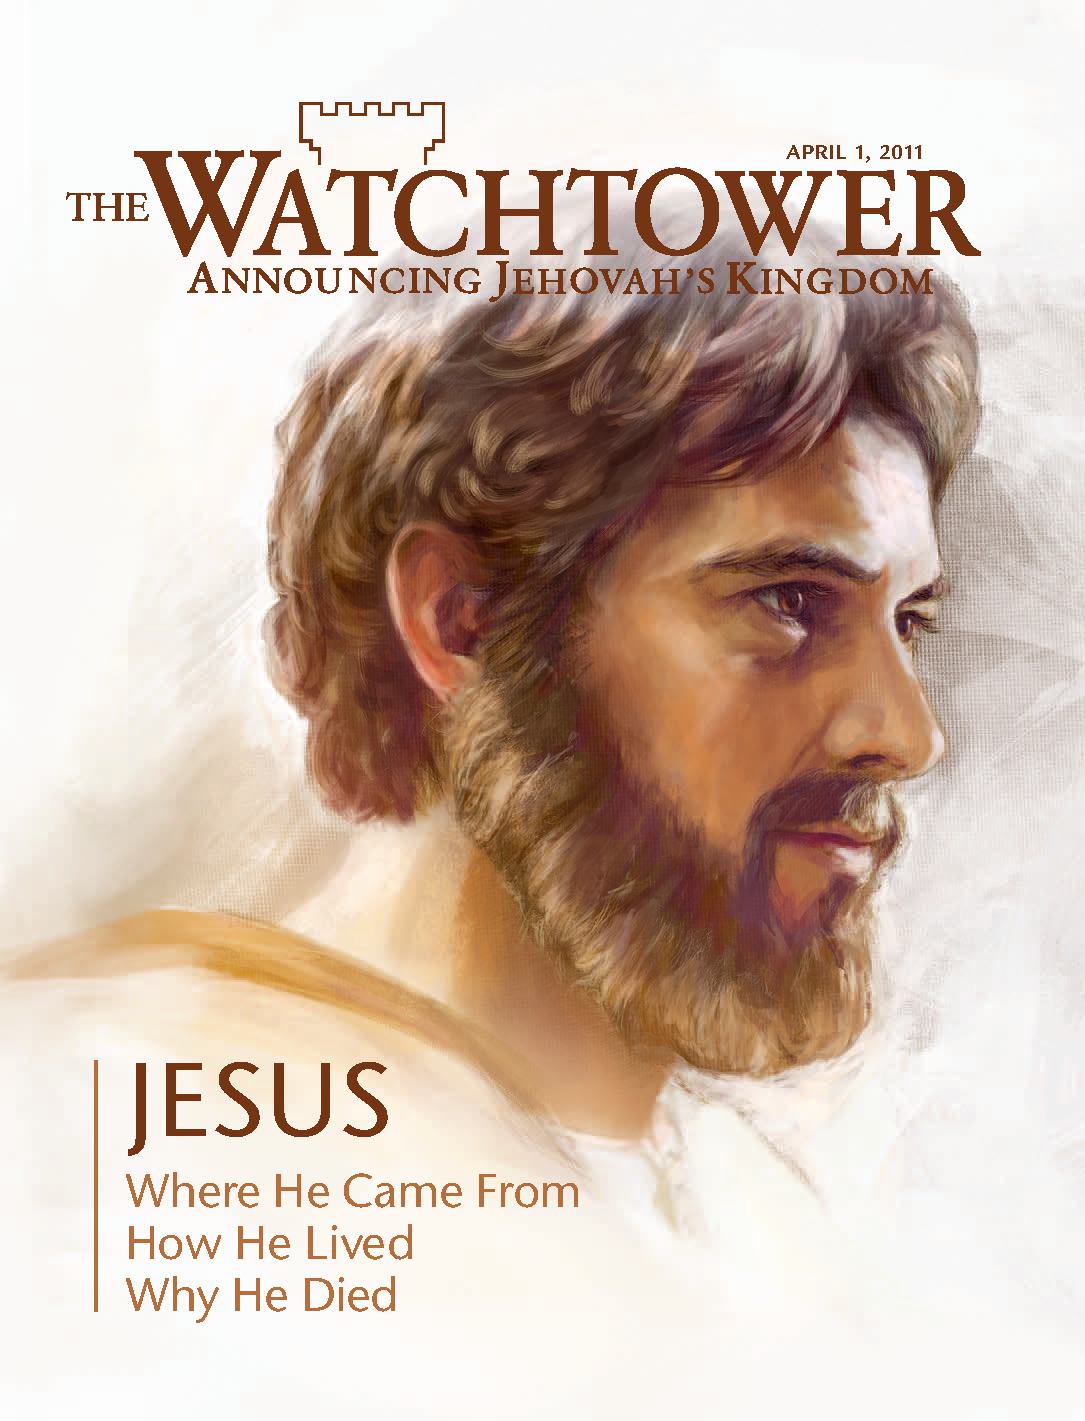 APRIL 1, 2011
THE WATCHTOWER
ANNOUNCING JEHOVAH'S KINGDOM
JESUS
Where He Came From
How He Lived
Why He Died